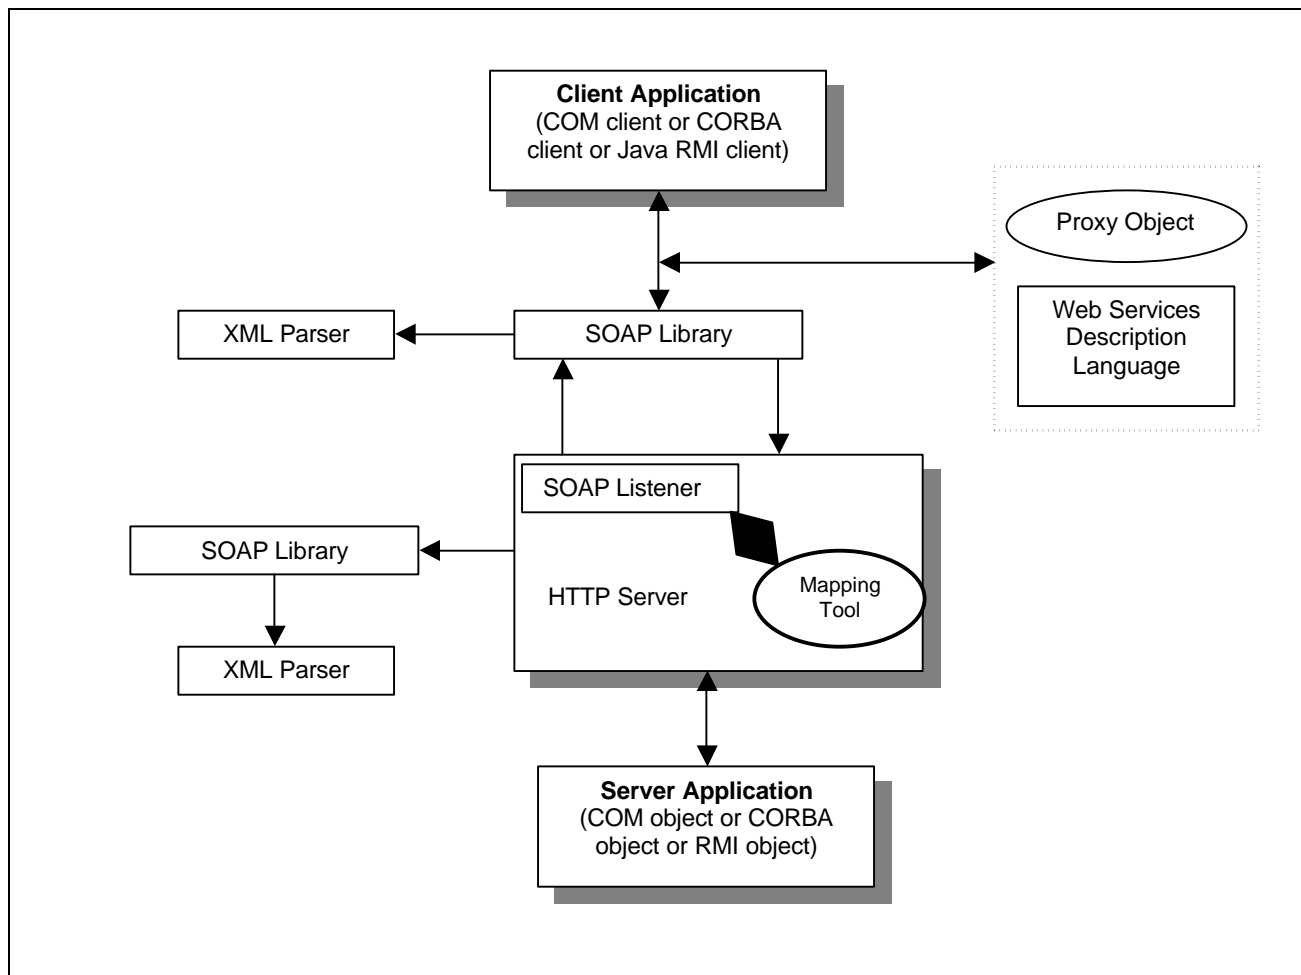 Client Application
(COM client or CORBA
client or Java RMI client)
Proxy Object
Web Services
Description
Language
XML Parser
SOAP Library
SOAP Listener
SOAP Library
HTTP Server
Mapping
Tool
XML Parser
Server Application
(COM object or CORBA
object or RMI object)